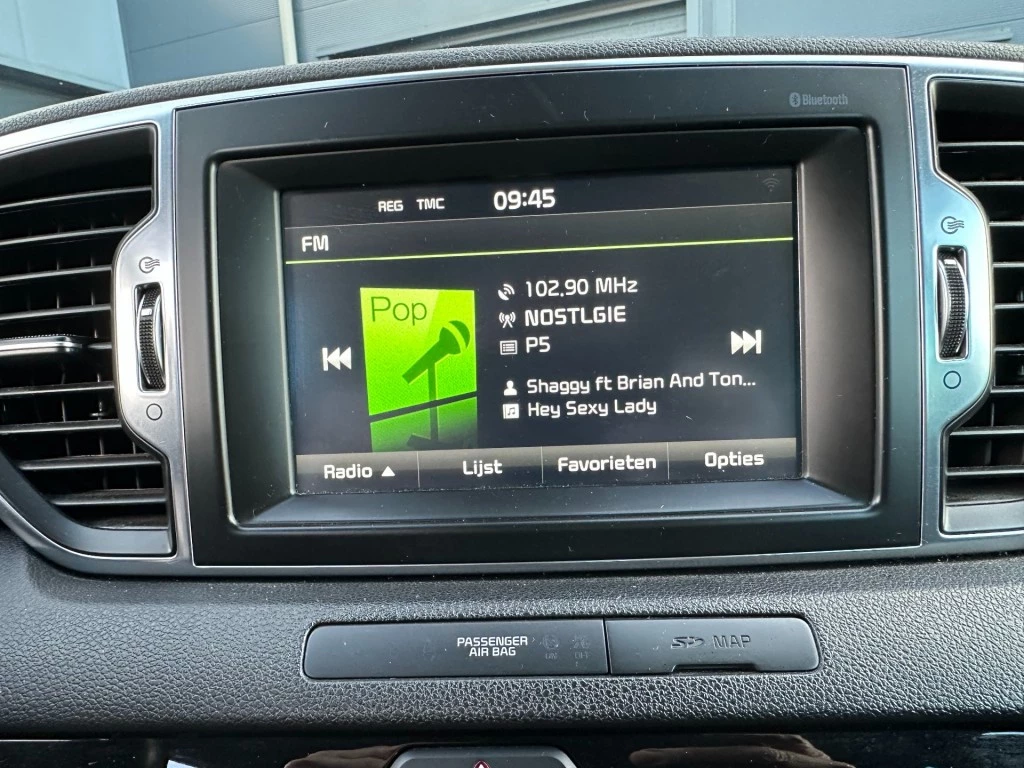 Bluetooth
REG TMC 09:45
FM
Pop
102.90 MHz
NOSTLGIE
P5
Shaggy ft Brian And Ton...
Hey Sexy Lady
Radio ▲ Lijst Favorieten Opties
PASSENGER
AIR BAG
ON OFF
SD MAP